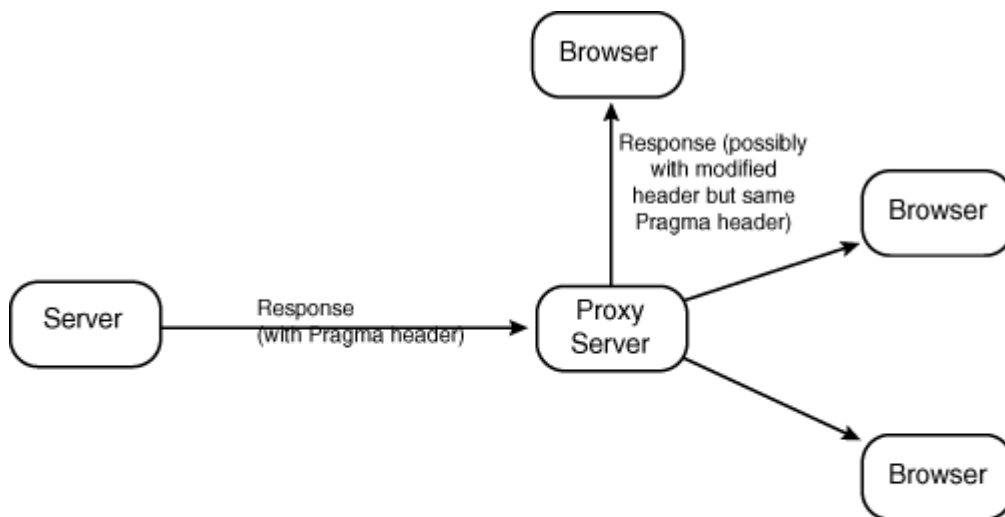 Browser
Response (possibly
with modified
header but same
Pragma header)
Browser
Server
Response
(with Pragma header)
Proxy
Server
Browser